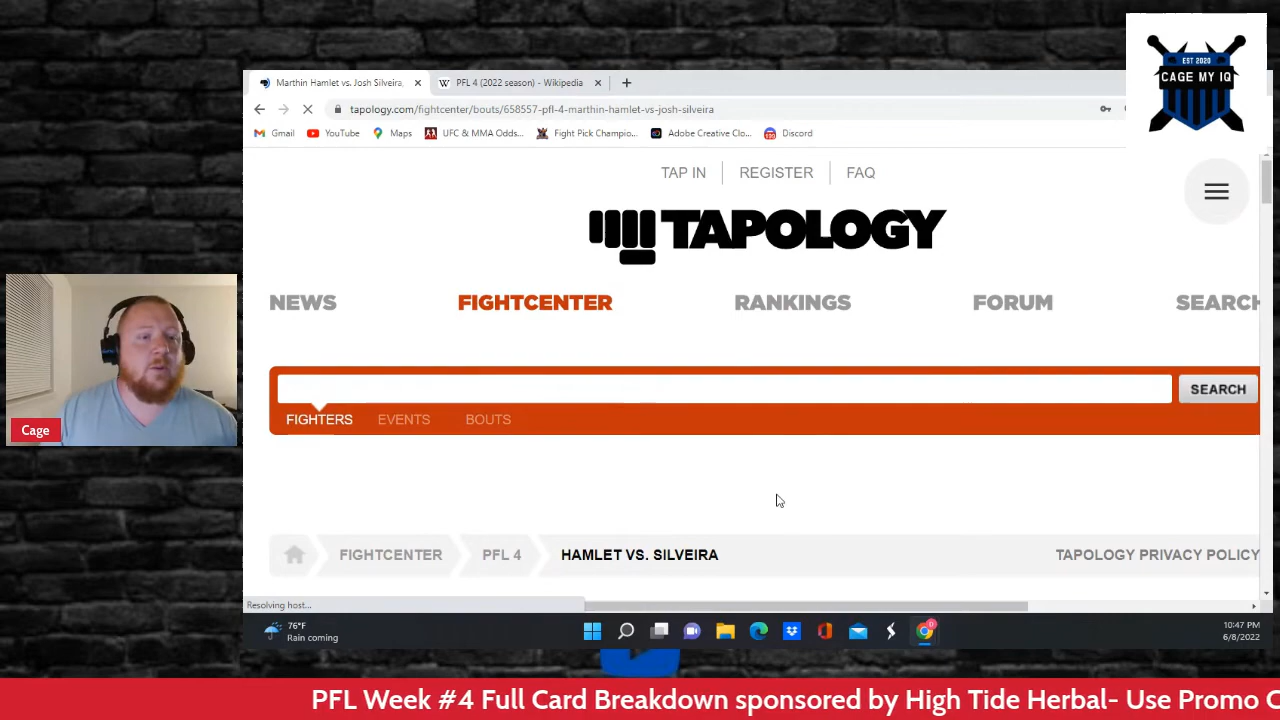 EST 2020
CAGE MY IQ
Marthin Hamlet vs. Josh Silveira,
PFL 4 (2022 season) - Wikipedia
tapology.com/fightcenter/bouts/658557-pfl-4-marthin-hamlet-vs-josh-silveira
Gmail YouTube Maps UFC & MMA Odds... Fight Pick Champio... Adobe Creative Clo... Discord
TAP IN REGISTER FAQ
TAPOLOGY
NEWS FIGHTCENTER RANKINGS FORUM SEARCH
SEARCH
FIGHTERS EVENTS BOUTS
Cage
FIGHTCENTER PFL 4 HAMLET VS. SILVEIRA TAPOLOGY PRIVACY POLICY
Resolving host...
76°F
Rain coming
10:47 PM
6/8/2022
PFL Week #4 Full Card Breakdown sponsored by High Tide Herbal- Use Promo C